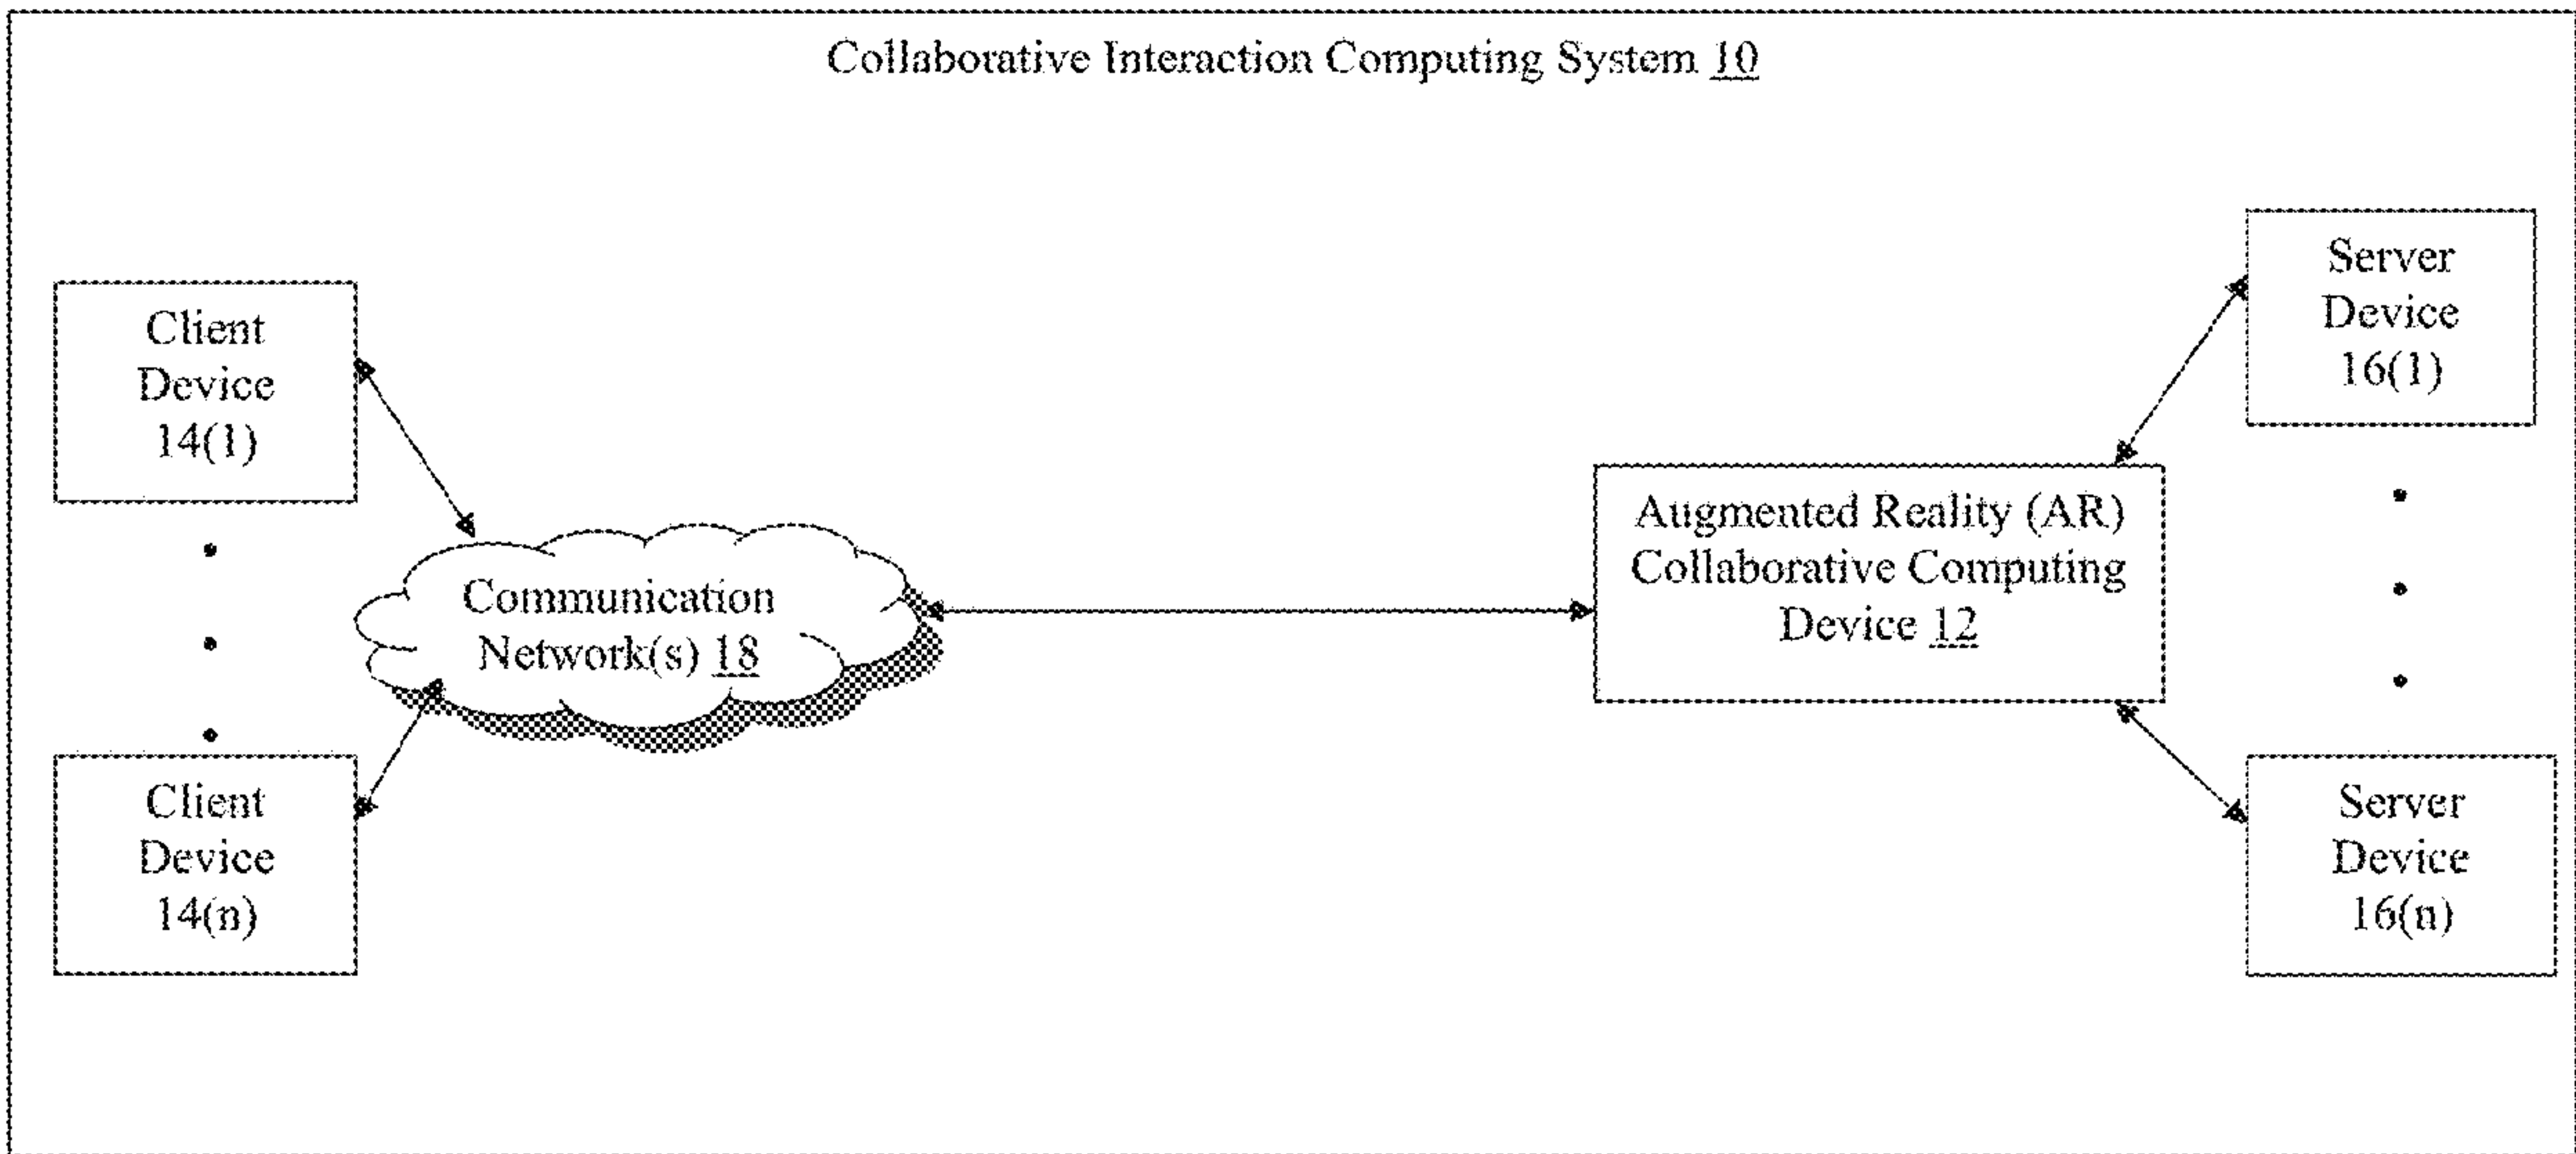 Collaborative Interaction Computing System 10
Client
Device
14(1)
Communication
Network(s) 18
Client
Device
14(n)
Augmented Reality (AR)
Collaborative Computing
Device 12
Server
Device
16(1)
Server
Device
16(n)